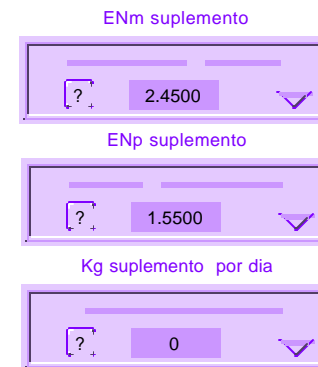 ENm suplemento
? 2.4500
ENp suplemento
? 1.5500
Kg suplemento por dia
? 0